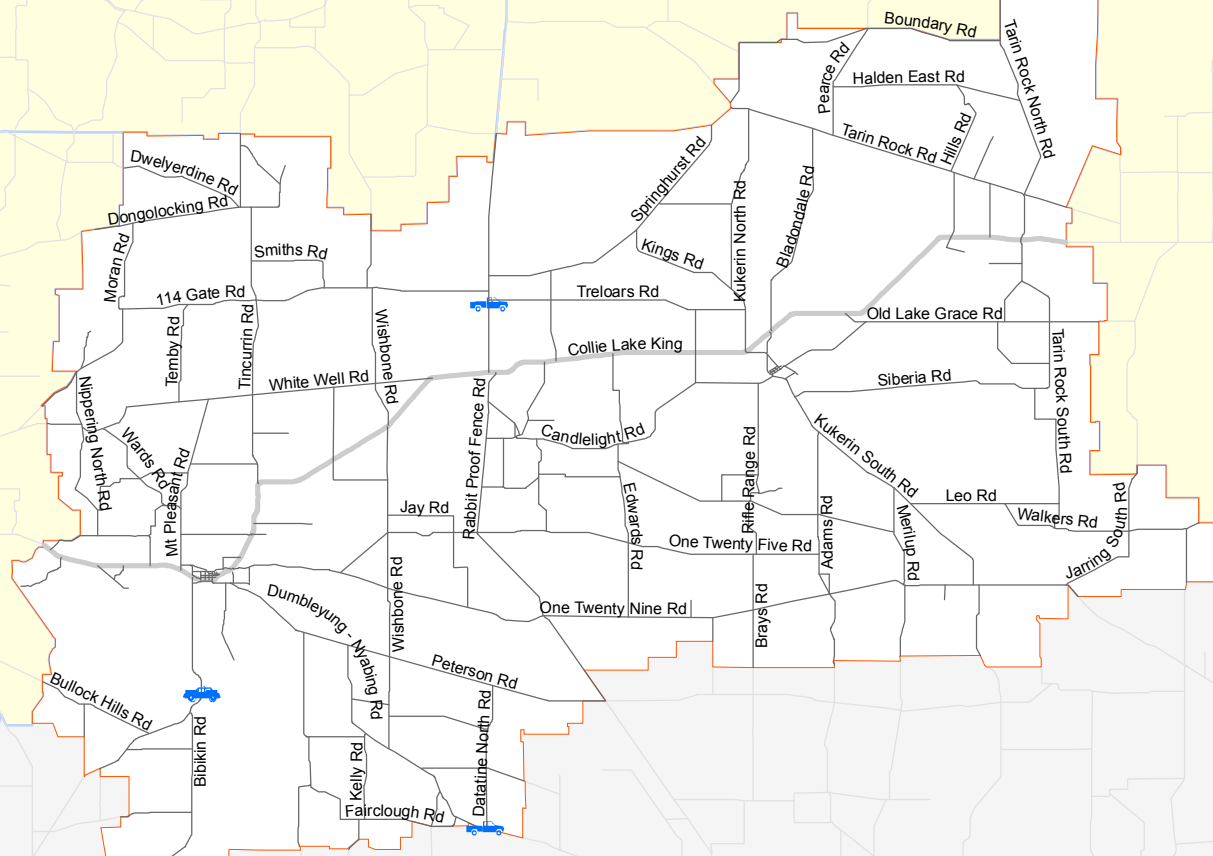 Boundary Rd
Tarin Rock North Rd
Pearce Rd
Halden East Rd
Hills Rd
Tarin Rock Rd
Dwelyerdine Rd
Springhurst Rd
Bladondale Rd
Kukerin North Rd
Dongolocking Rd
Moran Rd
Smiths Rd
Kings Rd
114 Gate Rd
Treloars Rd
Old Lake Grace Rd
Temby Rd
Tincurrin Rd
Wishbone Rd
Collie Lake King
Tarin Rock South Rd
White Well Rd
Siberia Rd
Nippering North Rd
Wards Rd
Mt Pleasant Rd
Rabbit Proof Fence Rd
Candlelight Rd
Rifle Range Rd
Kukerin South Rd
Edwards Rd
Adams Rd
Merilup Rd
Leo Rd
Walkers Rd
Jarring South Rd
Jay Rd
One Twenty Five Rd
Wishbone Rd
One Twenty Nine Rd
Brays Rd
Dumbleyung - Nyabing Rd
Peterson Rd
Bullock Hills Rd
Bibikin Rd
Kelly Rd
Datatine North Rd
Fairclough Rd